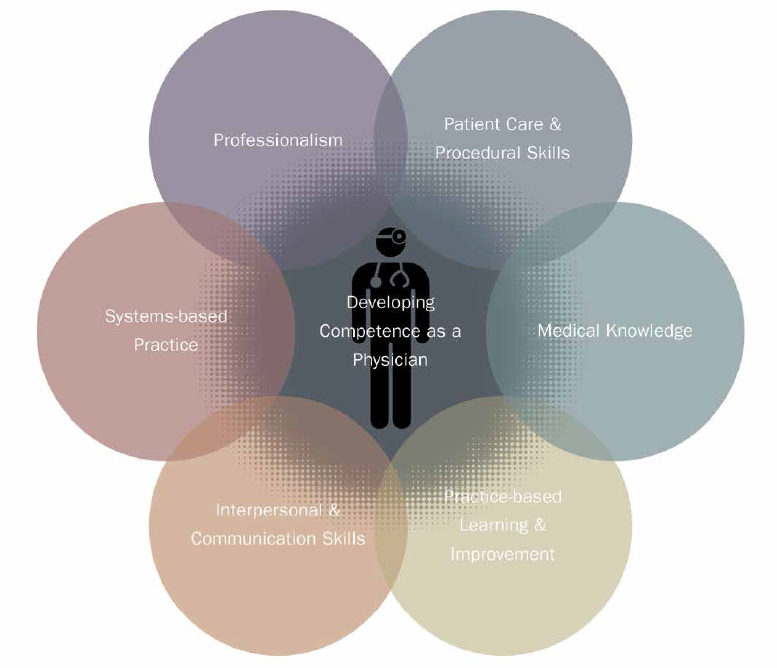 Professionalism
Patient Care &
Procedural Skills
Systems-based
Practice
Developing
Competence as a
Physician
Medical Knowledge
Interpersonal &
Communication Skills
Practice-based
Learning &
Improvement